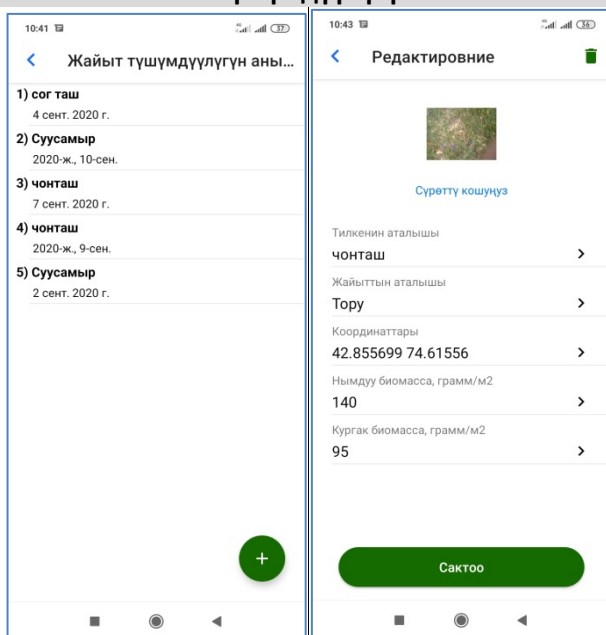 10:41
37
Жайыт түшүмдүүлүгүн аны...
1) сог таш
4 сент. 2020 г.
2) Суусамыр
2020-ж., 10-сен.
3) чонташ
7 сент. 2020 г.
4) чонташ
2020-ж., 9-сен.
5) Суусамыр
2 сент. 2020 г.
+
10:43
36
Редактировние
Сүрөттү кошуңуз
Тилкенин аталышы
чонташ
Жайыттын аталышы
Тору
Координаттары
42.855699 74.61556
Нымдуу биомасса, грамм/м2
140
Кургак биомасса, грамм/м2
95
Сактоо